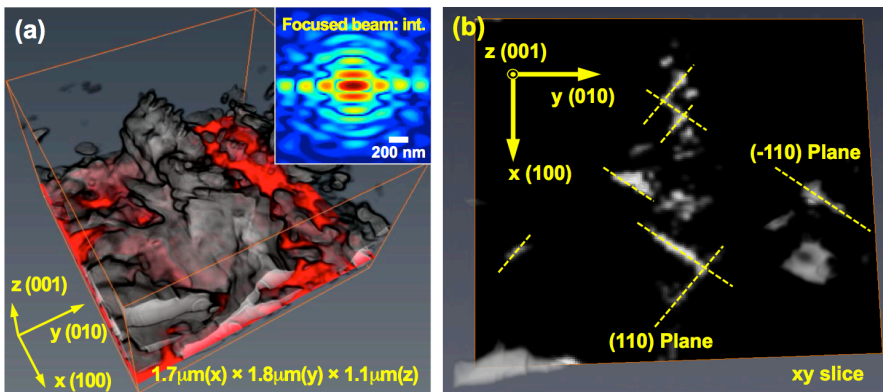 (a)
Focused beam: int.
200 nm
z (001)
y (010)
x (100)
1.7µm(x) × 1.8µm(y) × 1.1µm(z)
(b)
z (001)
y (010)
x (100)
(-110) Plane
(110) Plane
xy slice